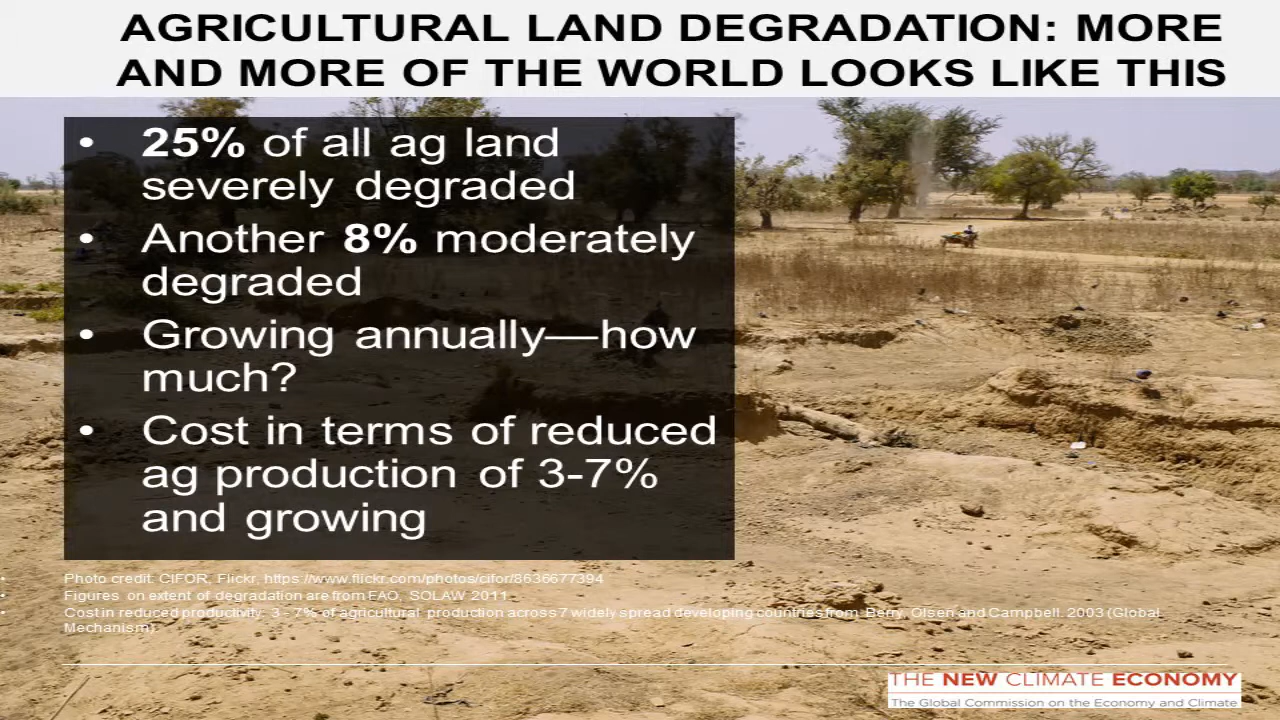 AGRICULTURAL LAND DEGRADATION: MORE
AND MORE OF THE WORLD LOOKS LIKE THIS
• 25% of all ag land
severely degraded
• Another 8% moderately
degraded
• Growing annually—how
much?
• Cost in terms of reduced
ag production of 3-7%
and growing
• Photo credit: CIFOR, Flickr, https://www.flickr.com/photos/cifor/8636677394
• Figures on extent of degradation are from FAO, SOLAW 2011
• Cost in reduced productivity: 3 - 7% of agricultural production across 7 widely spread developing countries from Berry, Olsen and Campbell. 2003 (Global
Mechanism).
THE NEW CLIMATE ECONOMY
The Global Commission on the Economy and Climate